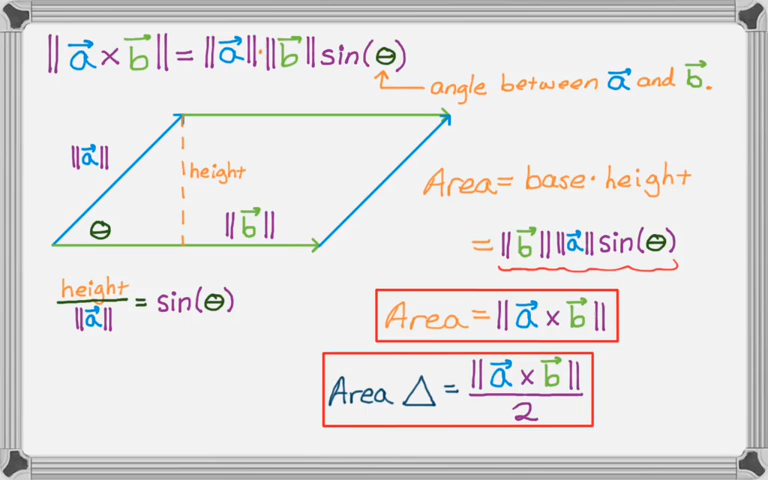 ||a⃗ × b⃗|| = ||a⃗||·||b⃗|| sin(θ)
angle between a⃗ and b⃗.
||a⃗||
height
Area = base · height
θ
||b⃗||
= ||b⃗|| ||a⃗|| sin(θ)
height / ||a⃗|| = sin(θ)
Area = ||a⃗ × b⃗||
Area △ = ||a⃗ × b⃗|| / 2